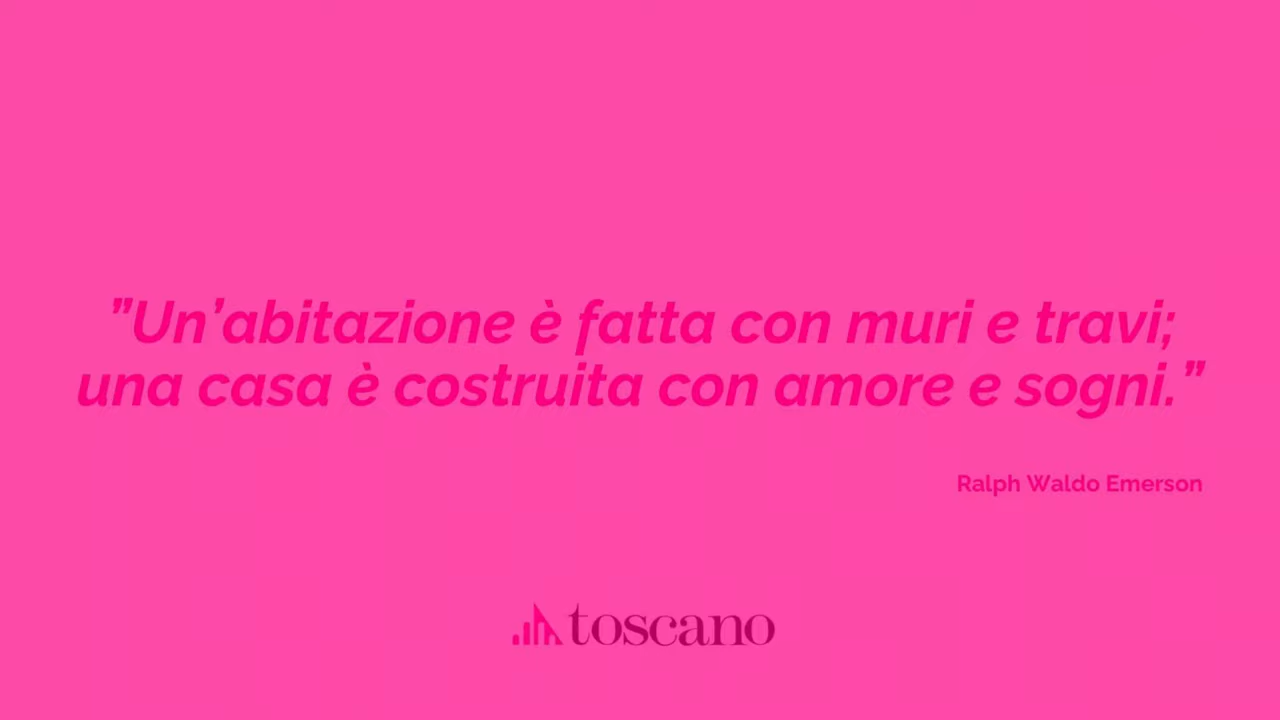 ”Un’abitazione è fatta con muri e travi;
una casa è costruita con amore e sogni.”
Ralph Waldo Emerson
toscano